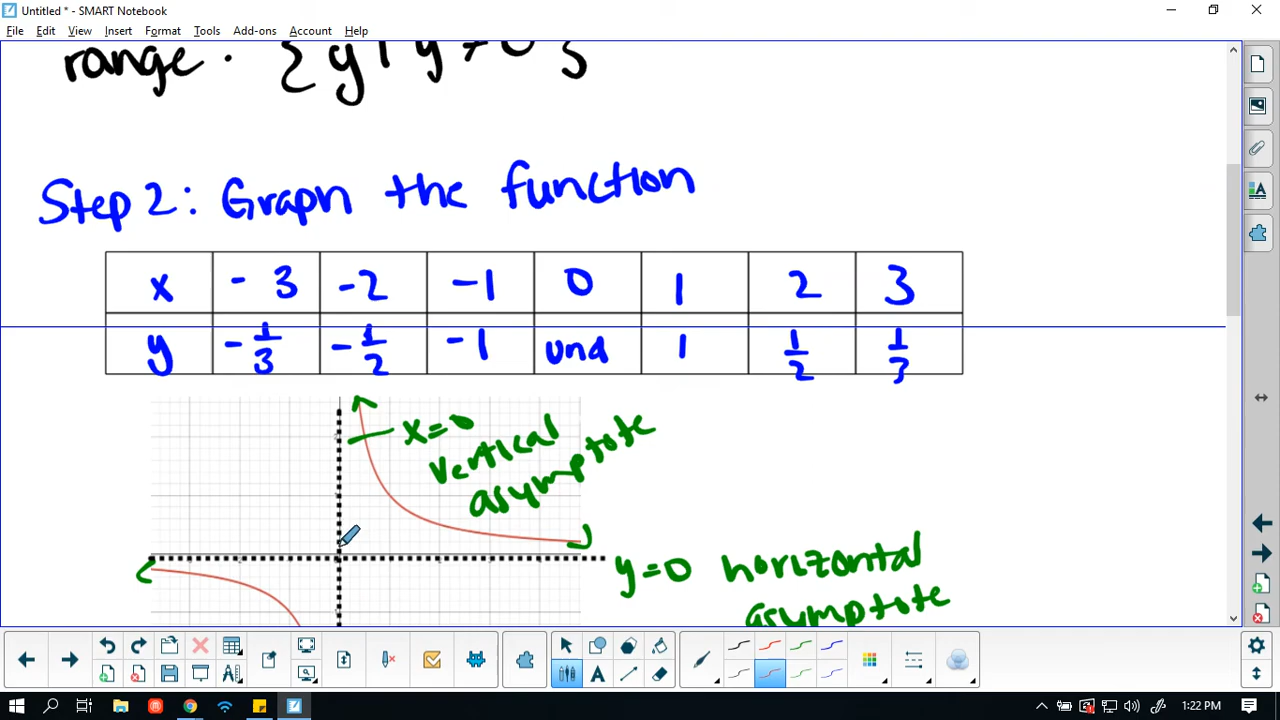 Untitled * - SMART Notebook
File Edit View Insert Format Tools Add-ons Account Help
range. { y | y ≠ 0 }
Step 2: Graph the function
x -3 -2 -1 0 1 2 3
y -1/3 -1/2 -1 und 1 1/2 1/3
x=0
vertical
asymptote
y=0 horizontal
asymptote
1:22 PM